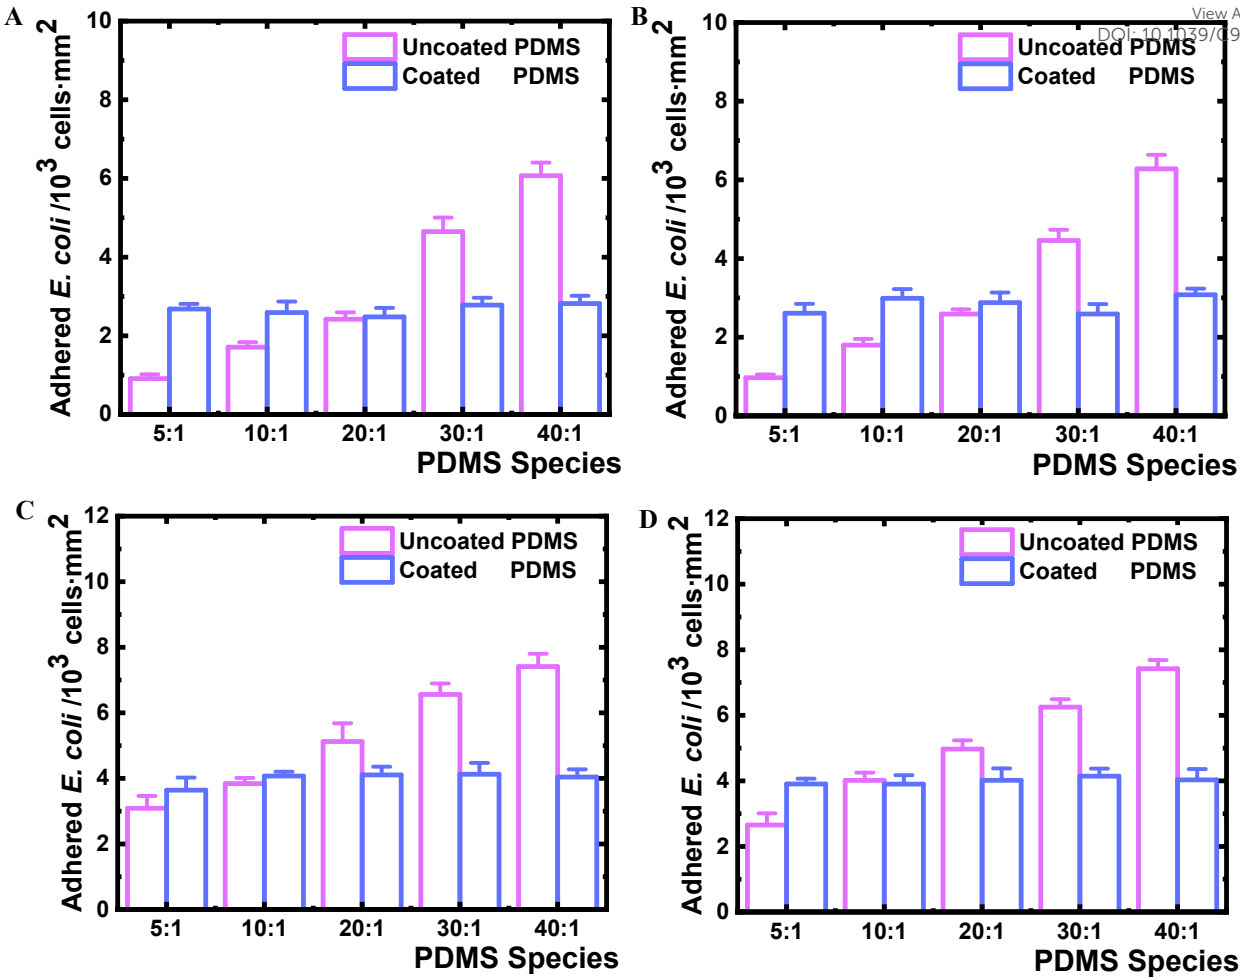 A
Adhered E. coli /10³ cells·mm²
10
8
6
4
2
0
Uncoated PDMS
Coated PDMS
5:1 10:1 20:1 30:1 40:1
PDMS Species
B
View A
DOI: 10.1039/C9
Adhered E. coli /10³ cells·mm²
10
8
6
4
2
0
Uncoated PDMS
Coated PDMS
5:1 10:1 20:1 30:1 40:1
PDMS Species
C
Adhered E. coli /10³ cells·mm²
12
10
8
6
4
2
0
Uncoated PDMS
Coated PDMS
5:1 10:1 20:1 30:1 40:1
PDMS Species
D
Adhered E. coli /10³ cells·mm²
12
10
8
6
4
2
0
Uncoated PDMS
Coated PDMS
5:1 10:1 20:1 30:1 40:1
PDMS Species